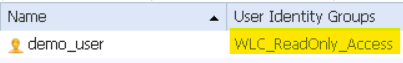 Name User Identity Groups
demo_user WLC_ReadOnly_Access